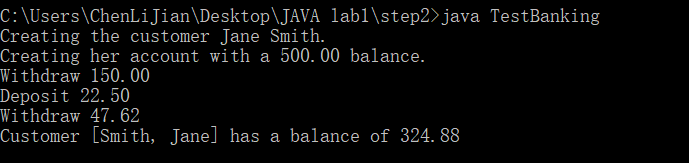 C:\Users\ChenLiJian\Desktop\JAVA lab1\step2>java TestBanking
Creating the customer Jane Smith.
Creating her account with a 500.00 balance.
Withdraw 150.00
Deposit 22.50
Withdraw 47.62
Customer [Smith, Jane] has a balance of 324.88